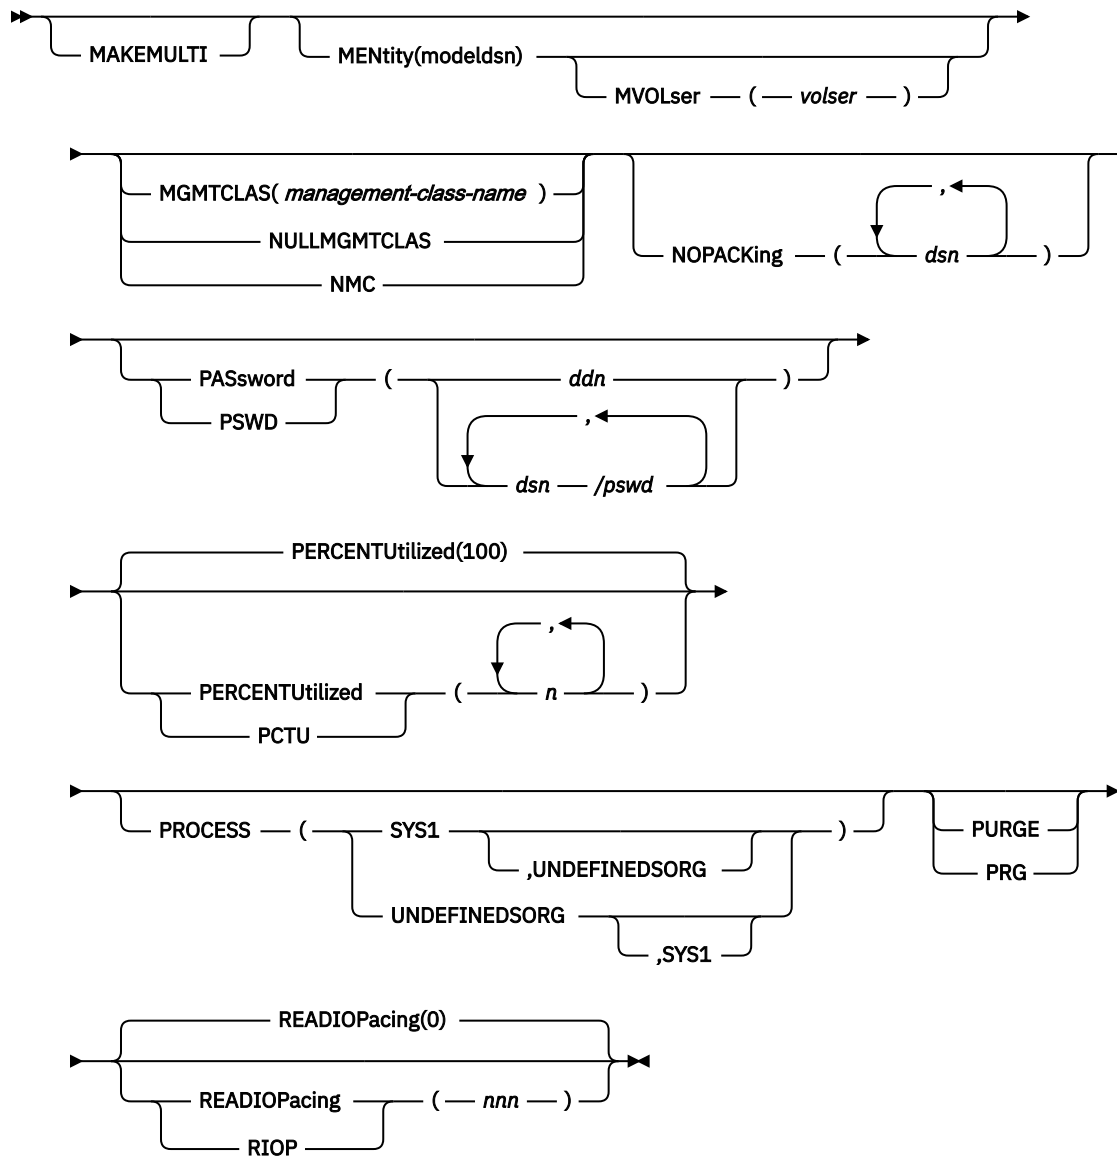 MAKEMULTI
MENtity(modeldsn)
MVOLser ( volser )
MGMTCLAS( management-class-name )
NULLMGMTCLAS
NMC
,
NOPACKing ( dsn )
PASsword ( ddn )
PSWD
,
dsn /pswd
PERCENTUtilized(100)
,
PERCENTUtilized ( n )
PCTU
PROCESS ( SYS1 )
,UNDEFINEDSORG
UNDEFINEDSORG
,SYS1
PURGE
PRG
READIOPacing(0)
READIOPacing ( nnn )
RIOP